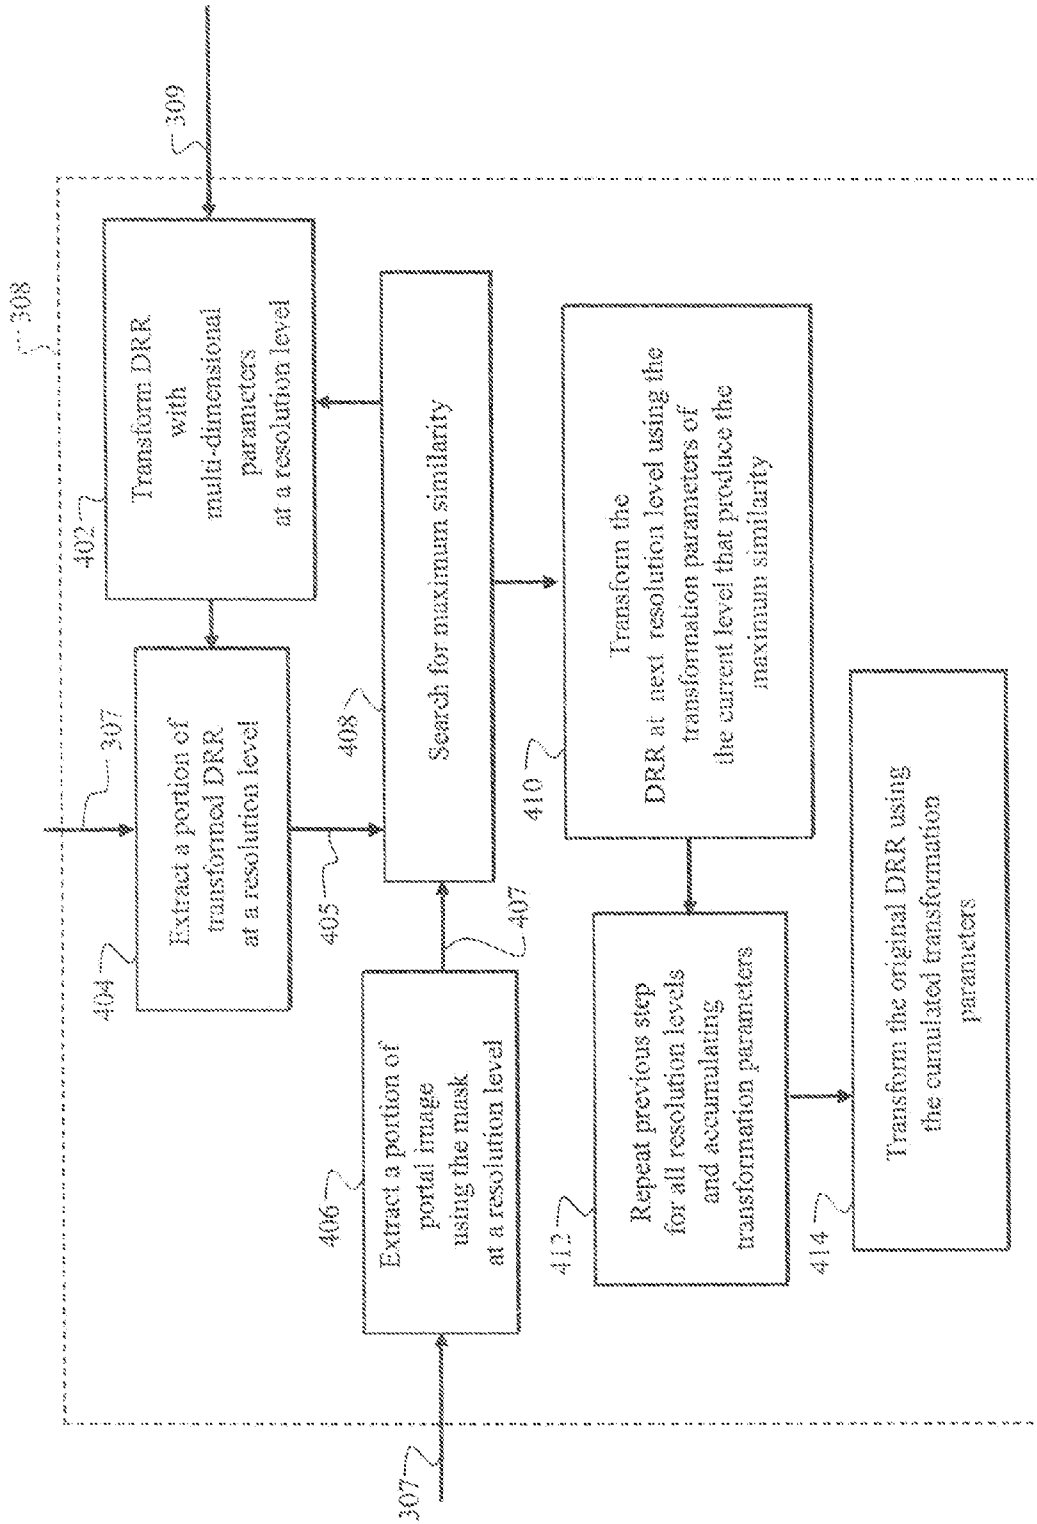 308
309
307
402
Transform DRR
with
multi-dimensional
parameters
at a resolution level
404
Extract a portion of
transformed DRR
at a resolution level
405
406
Extract a portion of
portal image
using the mask
at a resolution level
307
407
408
Search for maximum similarity
410
Transform the
DRR at next resolution level using the
transformation parameters of
the current level that produce the
maximum similarity
412
Repeat previous step
for all resolution levels
and accumulating
transformation parameters
414
Transform the original DRR using
the cumulated transformation
parameters